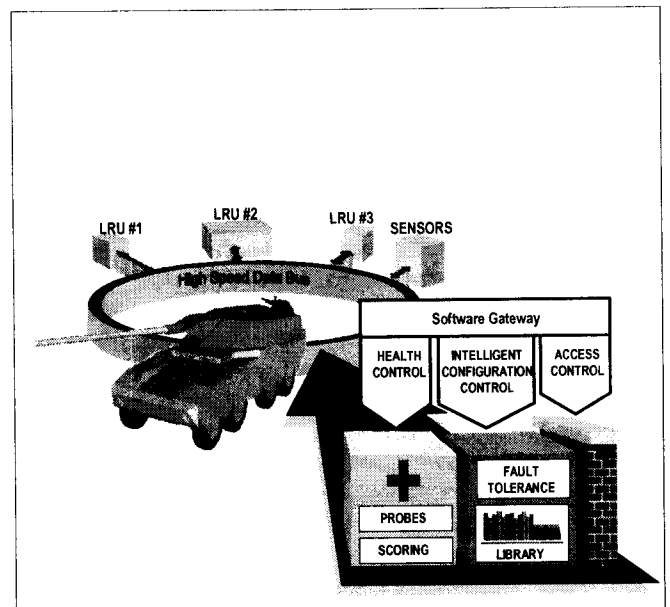 LRU #1
LRU #2
LRU #3
SENSORS
High Speed Data Bus
Software Gateway
HEALTH
CONTROL
INTELLIGENT
CONFIGURATION
CONTROL
ACCESS
CONTROL
PROBES
SCORING
FAULT
TOLERANCE
LIBRARY